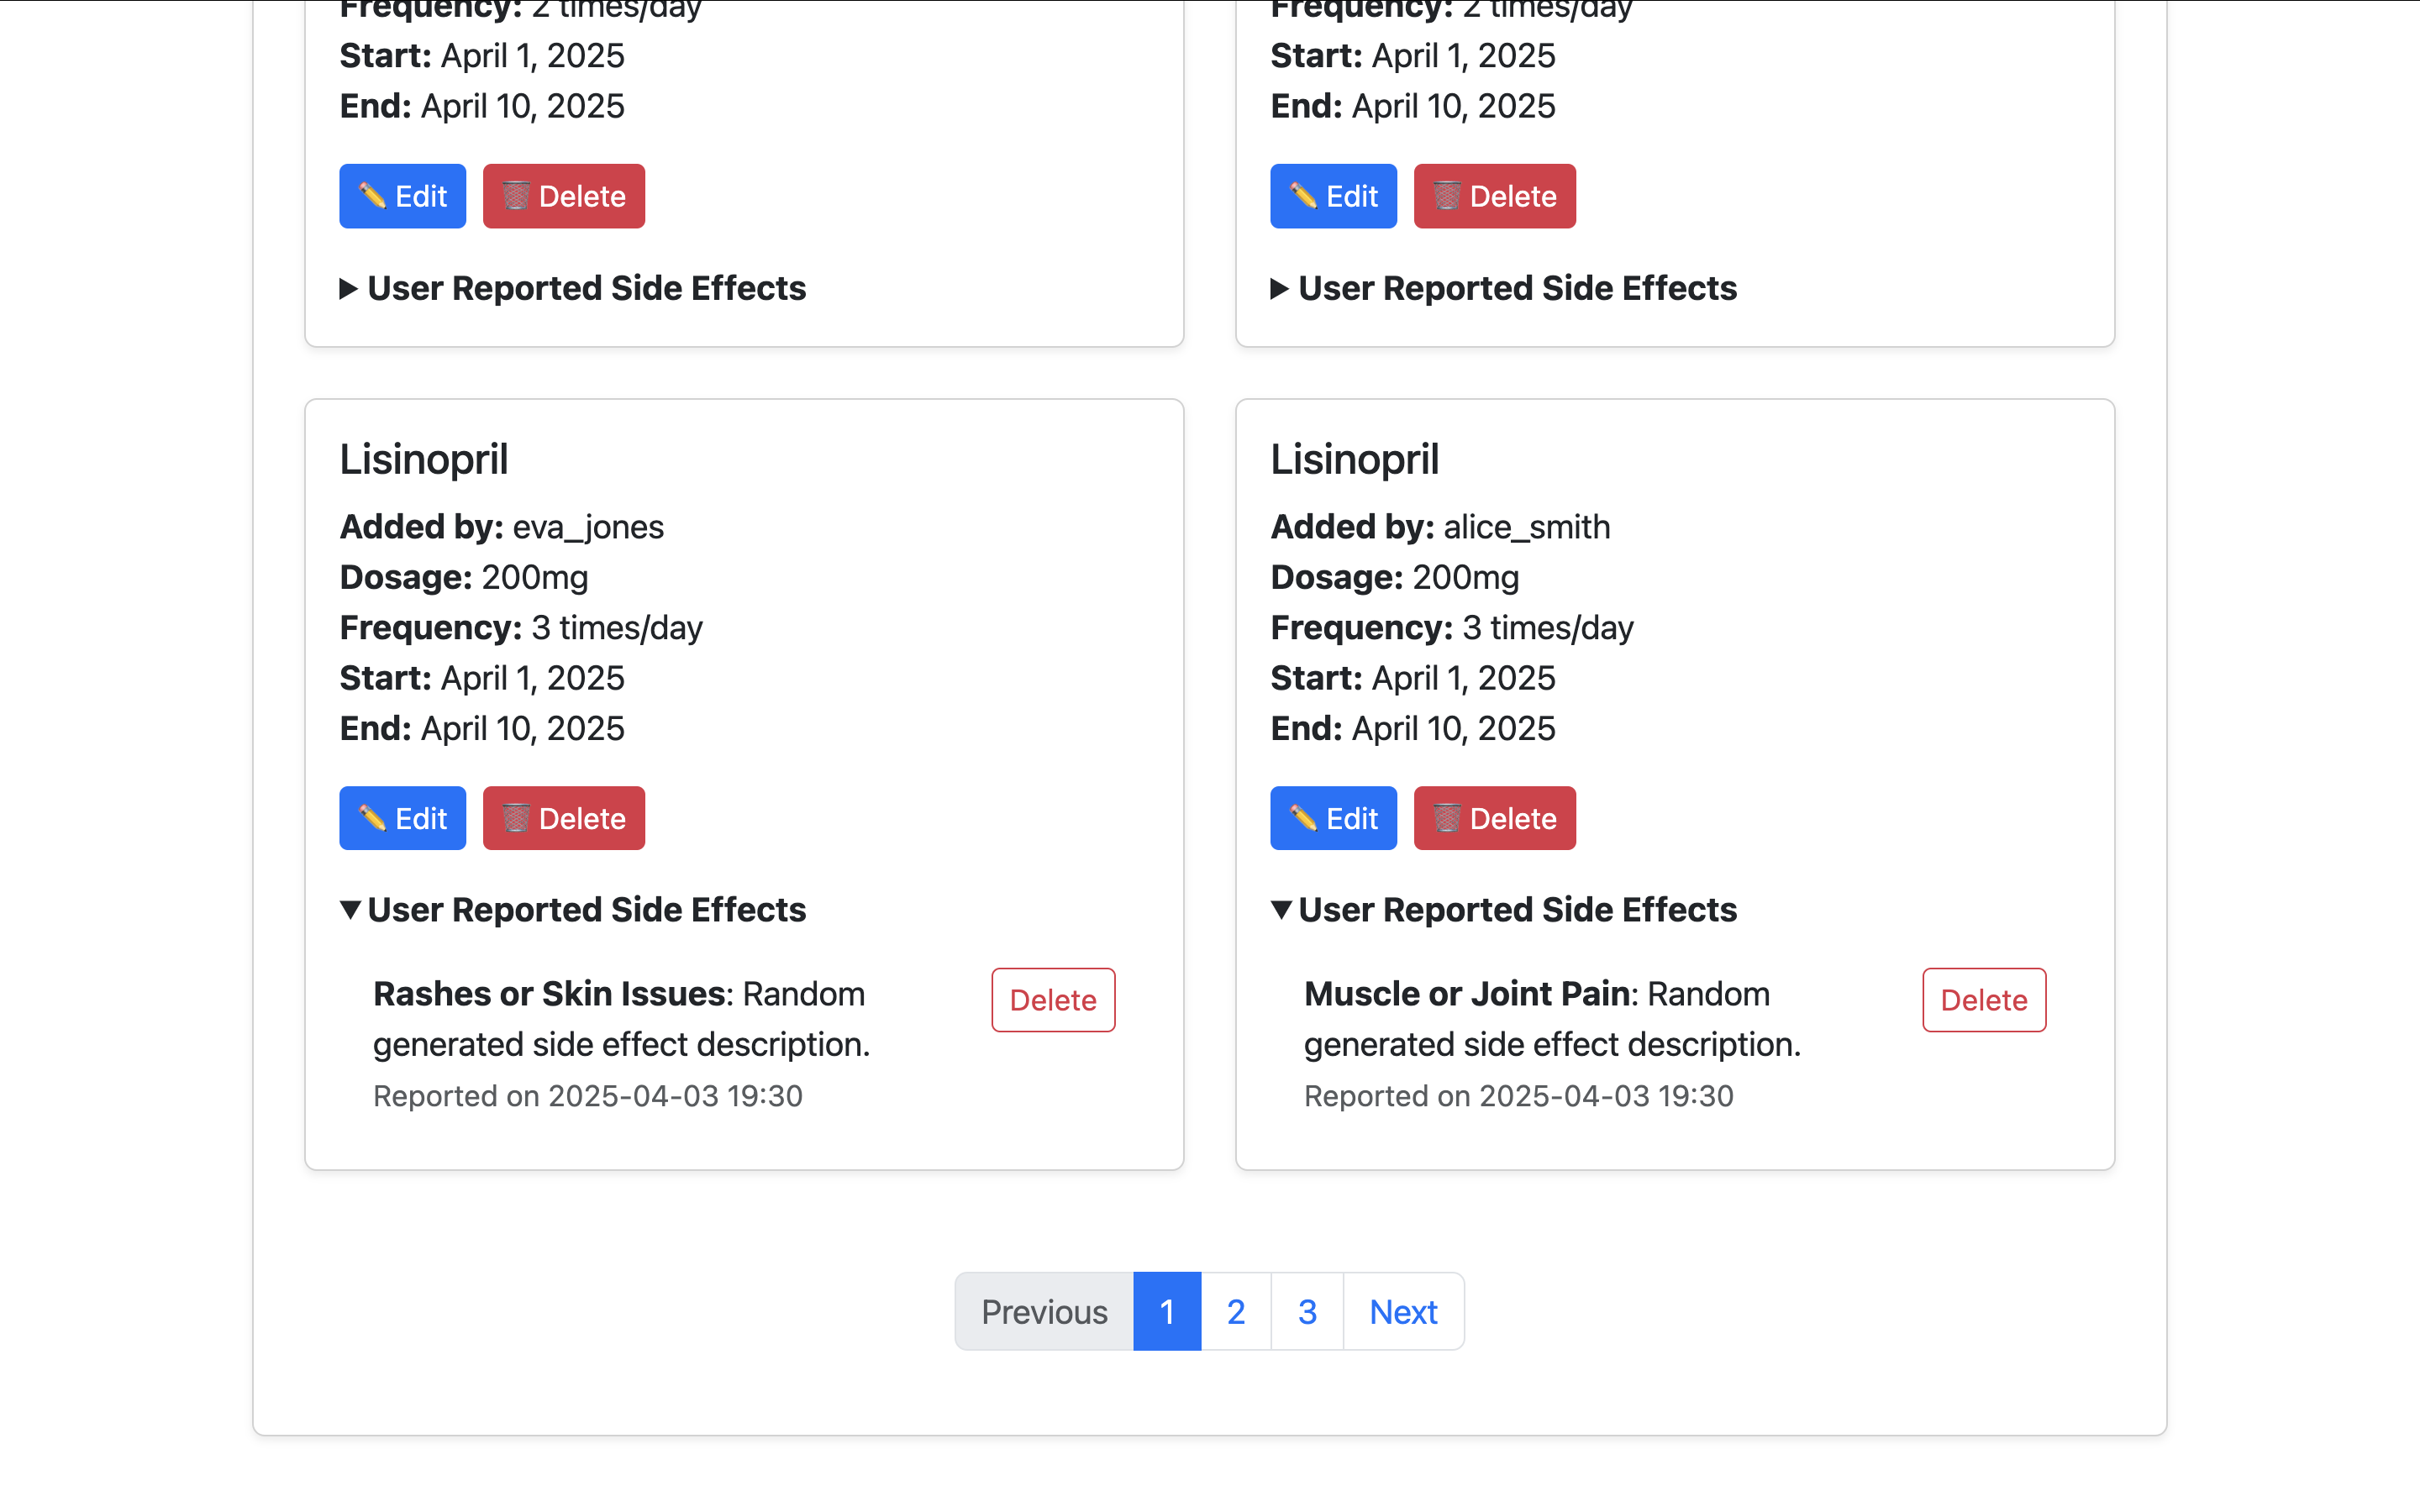 Frequency: 2 times/day
Start: April 1, 2025
End: April 10, 2025
Edit Delete
User Reported Side Effects
Frequency: 2 times/day
Start: April 1, 2025
End: April 10, 2025
Edit Delete
User Reported Side Effects
Lisinopril
Added by: eva_jones
Dosage: 200mg
Frequency: 3 times/day
Start: April 1, 2025
End: April 10, 2025
Edit Delete
User Reported Side Effects
Rashes or Skin Issues: Random
generated side effect description.
Reported on 2025-04-03 19:30
Delete
Lisinopril
Added by: alice_smith
Dosage: 200mg
Frequency: 3 times/day
Start: April 1, 2025
End: April 10, 2025
Edit Delete
User Reported Side Effects
Muscle or Joint Pain: Random
generated side effect description.
Reported on 2025-04-03 19:30
Delete
Previous 1 2 3 Next